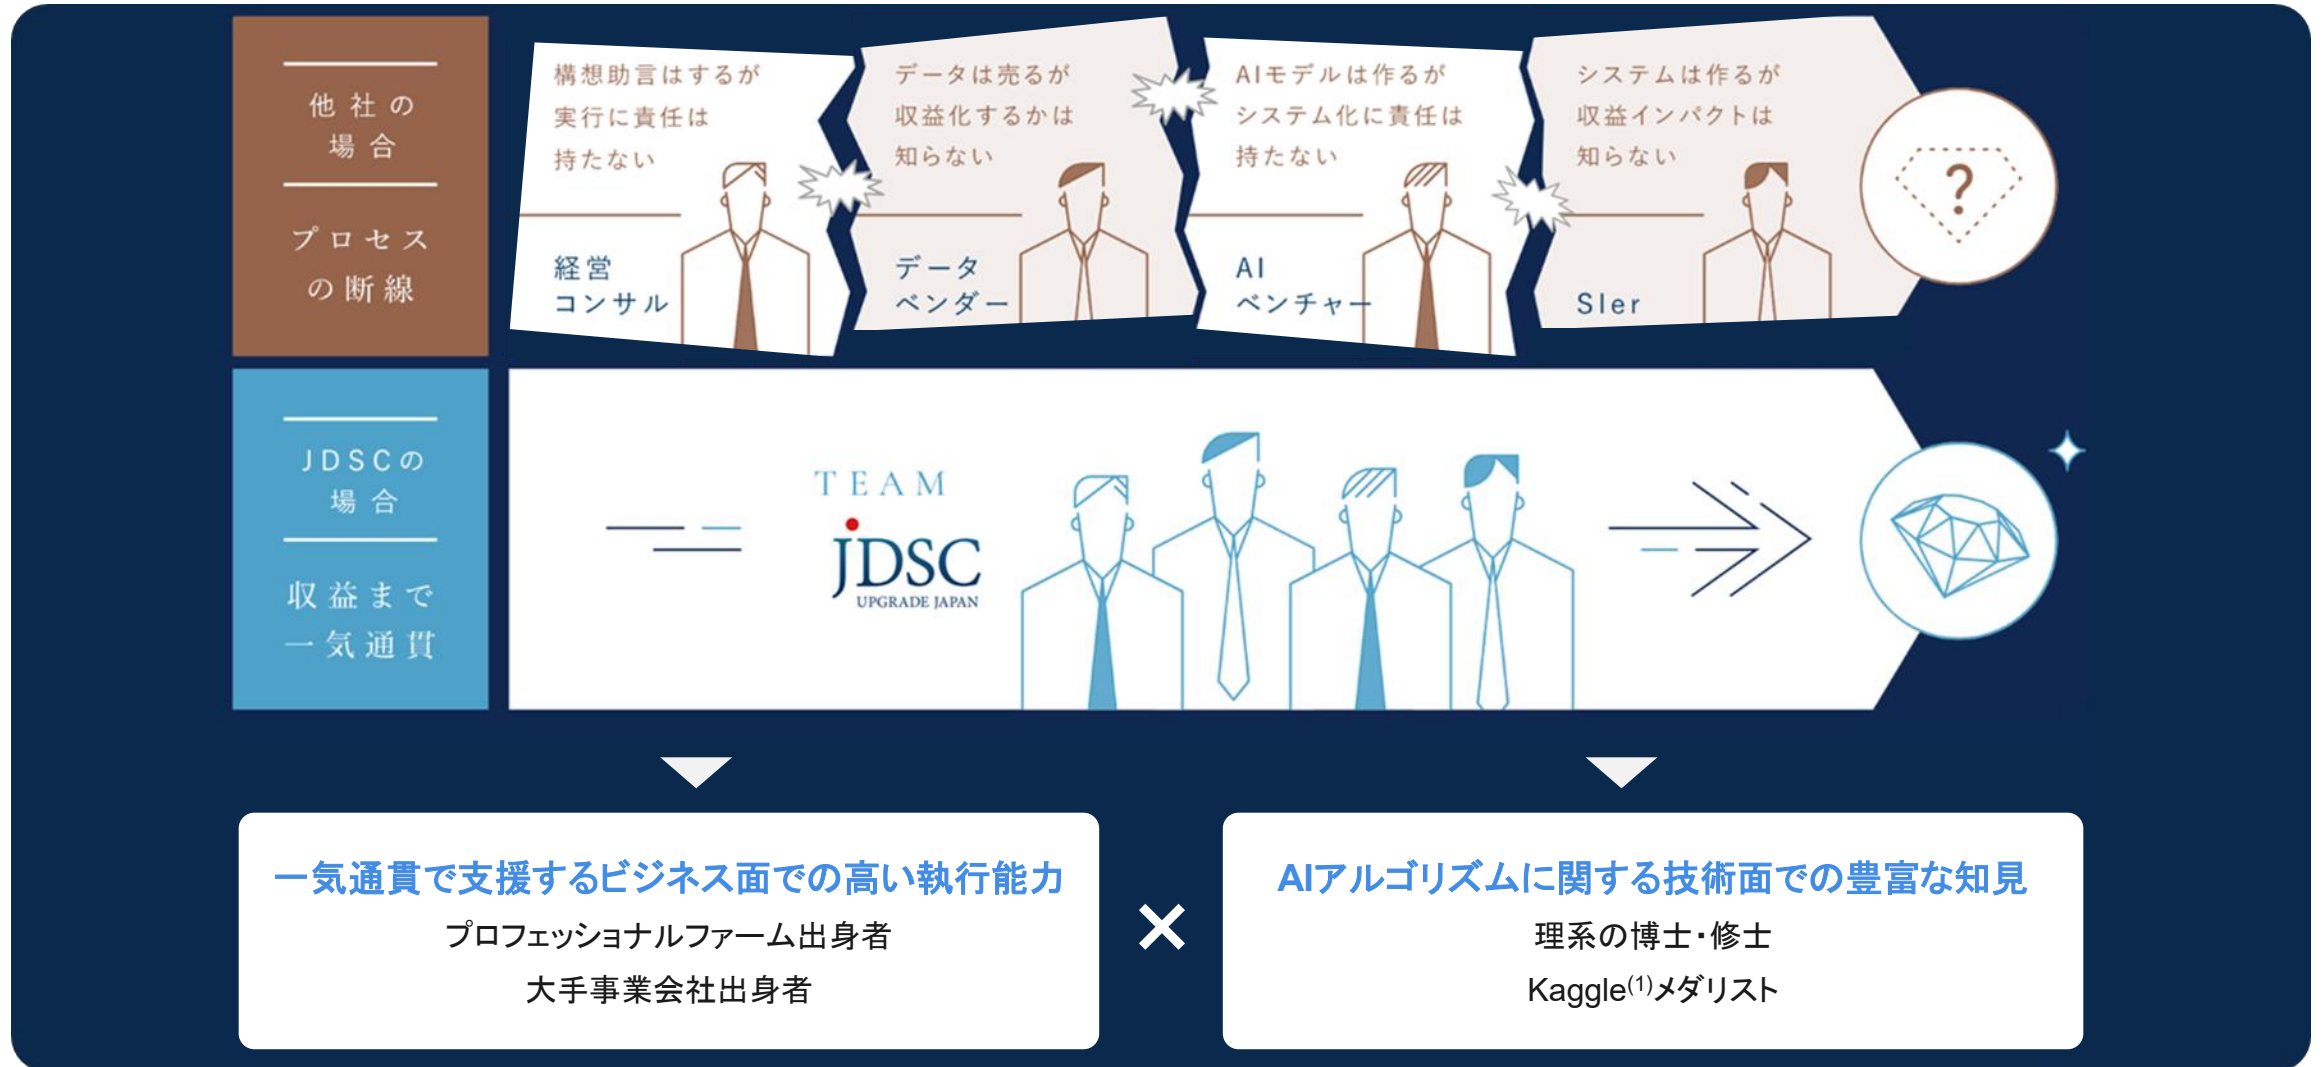 他社の
場合
プロセス
の断線
構想助言はするが
実行に責任は
持たない
経営
コンサル
データは売るが
収益化するかは
知らない
データ
ベンダー
AIモデルは作るが
システム化に責任は
持たない
AI
ベンチャー
システムは作るが
収益インパクトは
知らない
SIer
?
JDSCの
場合
収益まで
一気通貫
TEAM
JDSC
UPGRADE JAPAN
一気通貫で支援するビジネス面での高い執行能力
プロフェッショナルファーム出身者
大手事業会社出身者
×
AIアルゴリズムに関する技術面での豊富な知見
理系の博士・修士
Kaggle(1)メダリスト